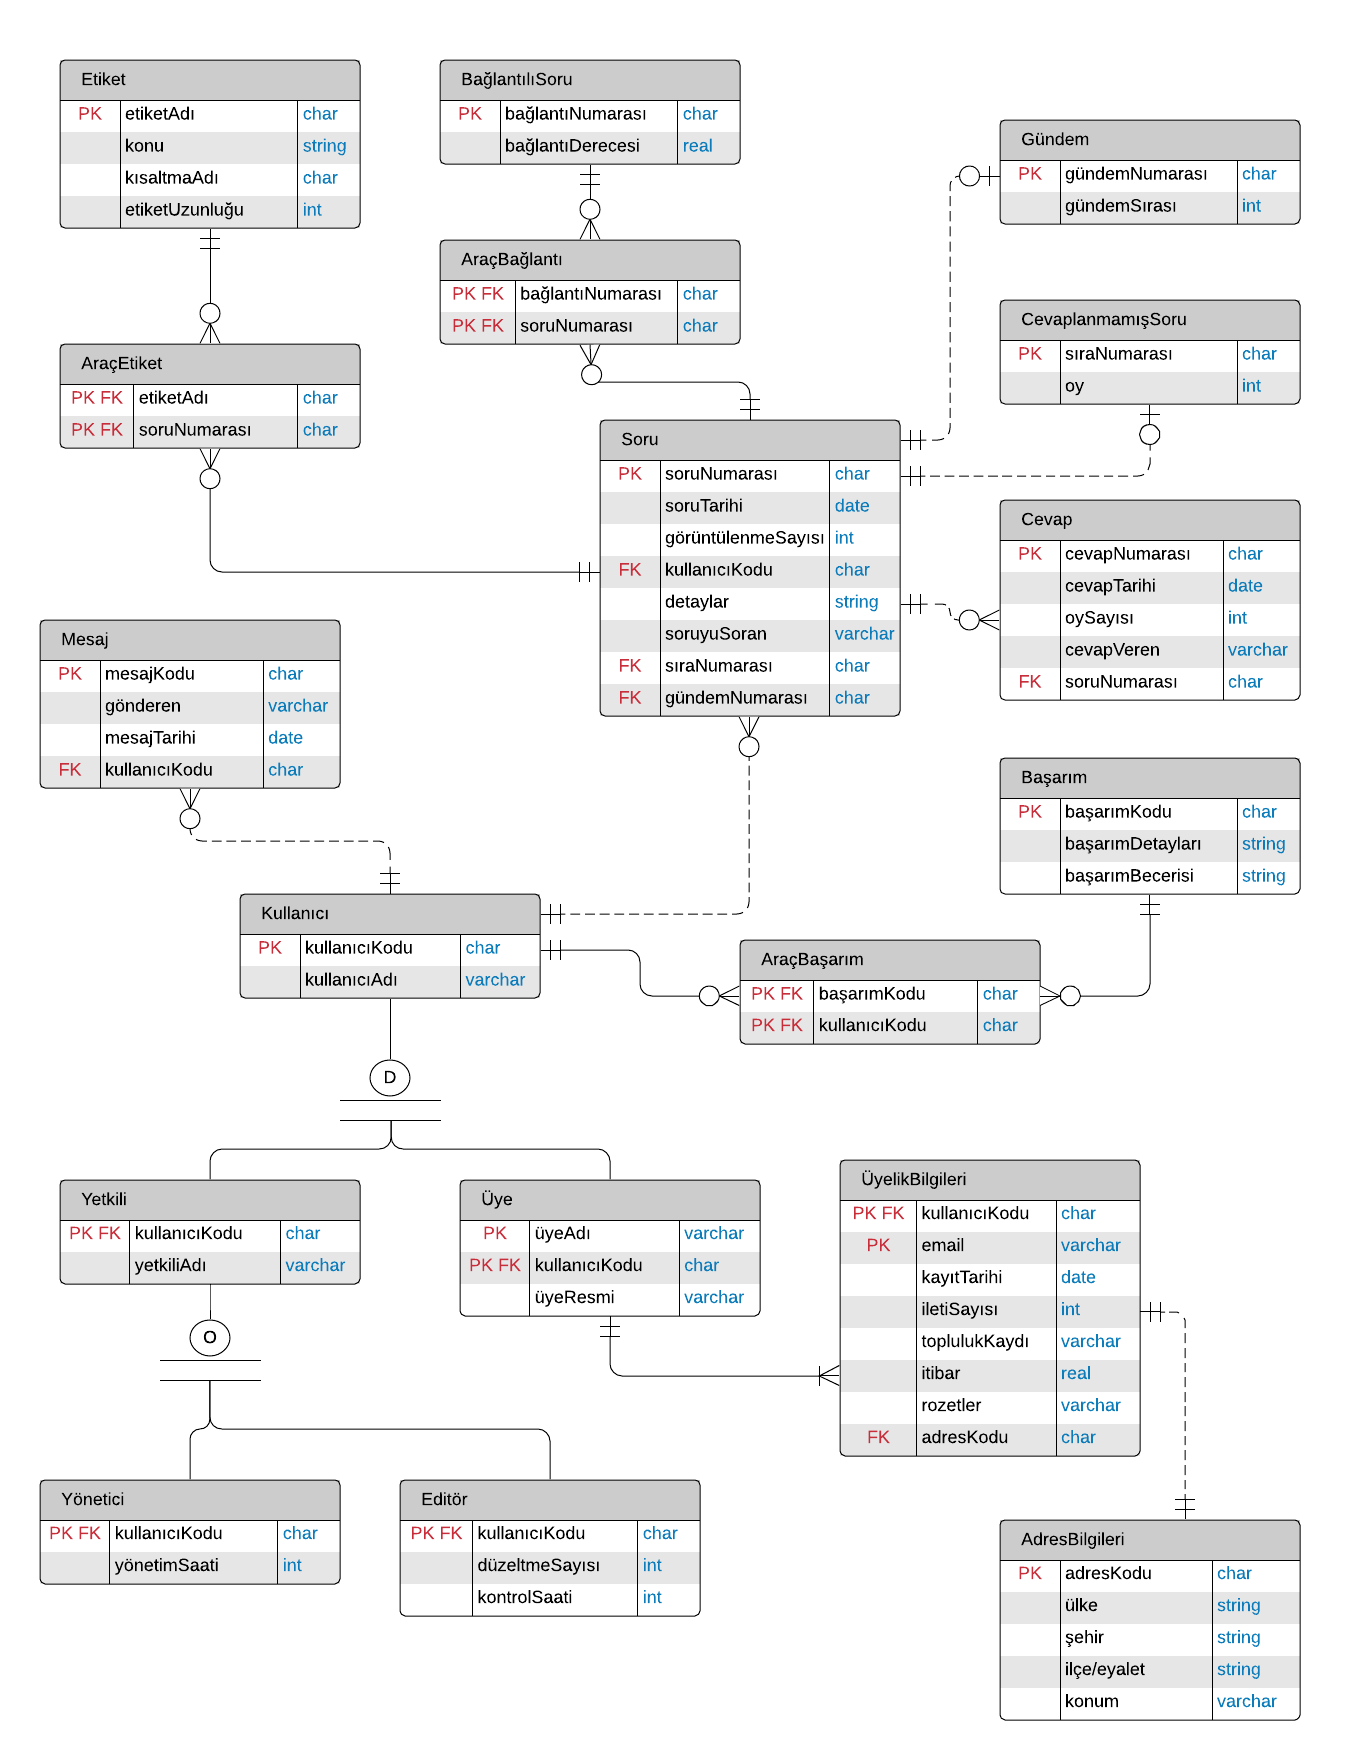 Etiket
PK etiketAdı char
konu string
kısaltmaAdı char
etiketUzunluğu int
BağlantılıSoru
PK bağlantıNumarası char
bağlantıDerecesi real
Gündem
PK gündemNumarası char
gündemSırası int
AraçBağlantı
PK FK bağlantıNumarası char
PK FK soruNumarası char
CevaplanmamışSoru
PK sıraNumarası char
oy int
AraçEtiket
PK FK etiketAdı char
PK FK soruNumarası char
Soru
PK soruNumarası char
soruTarihi date
görüntülenmeSayısı int
FK kullanıcıKodu char
detaylar string
soruyuSoran varchar
FK sıraNumarası char
FK gündemNumarası char
Cevap
PK cevapNumarası char
cevapTarihi date
oySayısı int
cevapVeren varchar
FK soruNumarası char
Mesaj
PK mesajKodu char
gönderen varchar
mesajTarihi date
FK kullanıcıKodu char
Başarım
PK başarımKodu char
başarımDetayları string
başarımBecerisi string
Kullanıcı
PK kullanıcıKodu char
kullanıcıAdı varchar
AraçBaşarım
PK FK başarımKodu char
PK FK kullanıcıKodu char
D
Yetkili
PK FK kullanıcıKodu char
yetkiliAdı varchar
Üye
PK üyeAdı varchar
PK FK kullanıcıKodu char
üyeResmi varchar
ÜyelikBilgileri
PK FK kullanıcıKodu char
PK email varchar
kayıtTarihi date
iletiSayısı int
toplulukKaydı varchar
itibar real
rozetler varchar
FK adresKodu char
O
Yönetici
PK FK kullanıcıKodu char
yönetimSaati int
Editör
PK FK kullanıcıKodu char
düzeltmeSayısı int
kontrolSaati int
AdresBilgileri
PK adresKodu char
ülke string
şehir string
ilçe/eyalet string
konum varchar